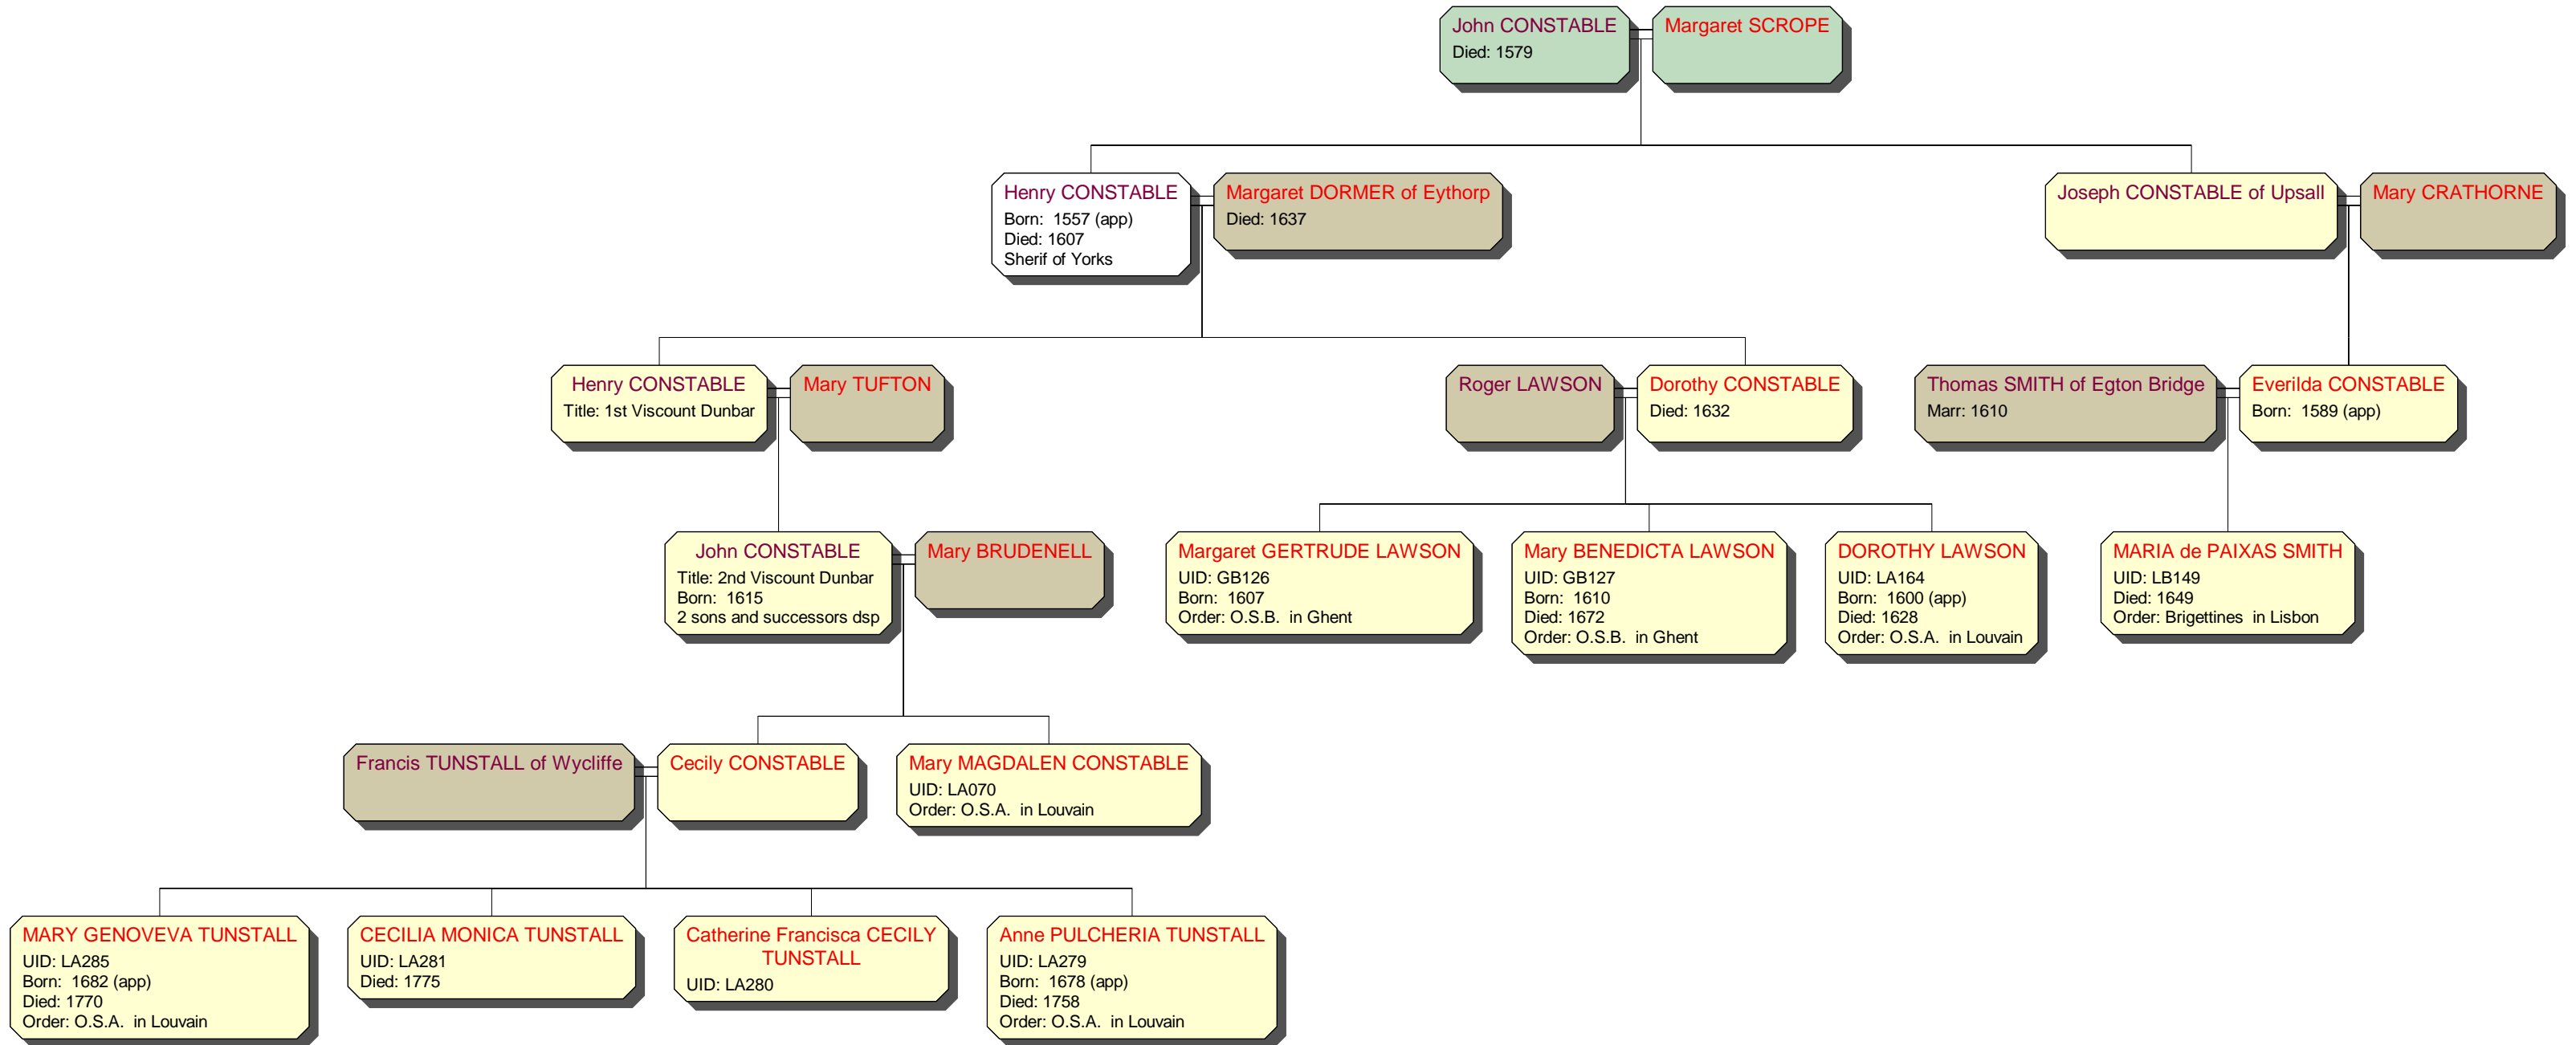 John CONSTABLE
Died: 1579
Margaret SCROPE
Henry CONSTABLE
Born:  1557 (app)
Died: 1607
Sherif of Yorks
Margaret DORMER of Eythorp
Died: 1637
Joseph CONSTABLE of Upsall
Mary CRATHORNE
Henry CONSTABLE
Title: 1st Viscount Dunbar
Mary TUFTON
Roger LAWSON
Dorothy CONSTABLE
Died: 1632
Thomas SMITH of Egton Bridge
Marr: 1610
Everilda CONSTABLE
Born:  1589 (app)
John CONSTABLE
Title: 2nd Viscount Dunbar
Born:  1615
2 sons and successors dsp
Mary BRUDENELL
Margaret GERTRUDE LAWSON
UID: GB126
Born:  1607
Order: O.S.B.  in Ghent
Mary BENEDICTA LAWSON
UID: GB127
Born:  1610
Died: 1672
Order: O.S.B.  in Ghent
DOROTHY LAWSON
UID: LA164
Born:  1600 (app)
Died: 1628
Order: O.S.A.  in Louvain
MARIA de PAIXAS SMITH
UID: LB149
Died: 1649
Order: Brigettines  in Lisbon
Francis TUNSTALL of Wycliffe
Cecily CONSTABLE
Mary MAGDALEN CONSTABLE
UID: LA070
Order: O.S.A.  in Louvain
MARY GENOVEVA TUNSTALL
UID: LA285
Born:  1682 (app)
Died: 1770
Order: O.S.A.  in Louvain
CECILIA MONICA TUNSTALL
UID: LA281
Died: 1775
Catherine Francisca CECILY
TUNSTALL
UID: LA280
Anne PULCHERIA TUNSTALL
UID: LA279
Born:  1678 (app)
Died: 1758
Order: O.S.A.  in Louvain